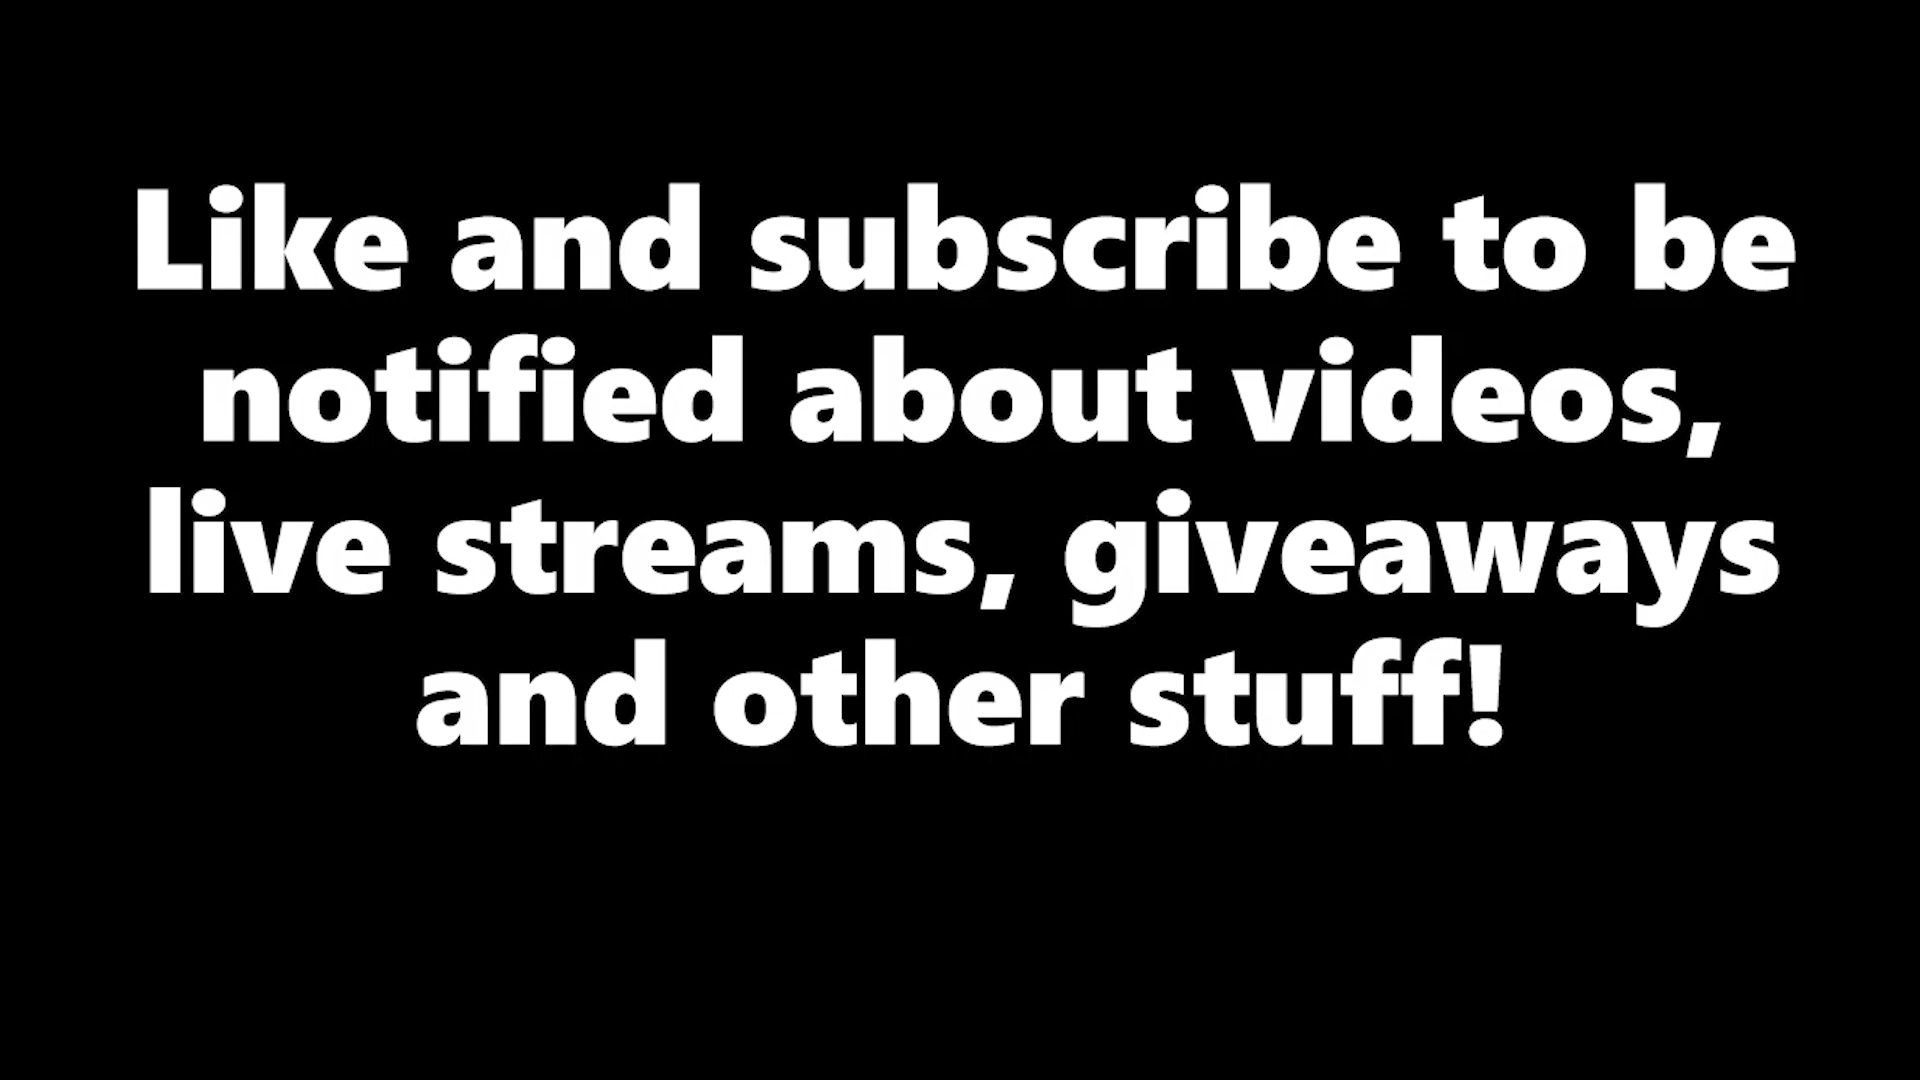 Like and subscribe to be
notified about videos,
live streams, giveaways
and other stuff!